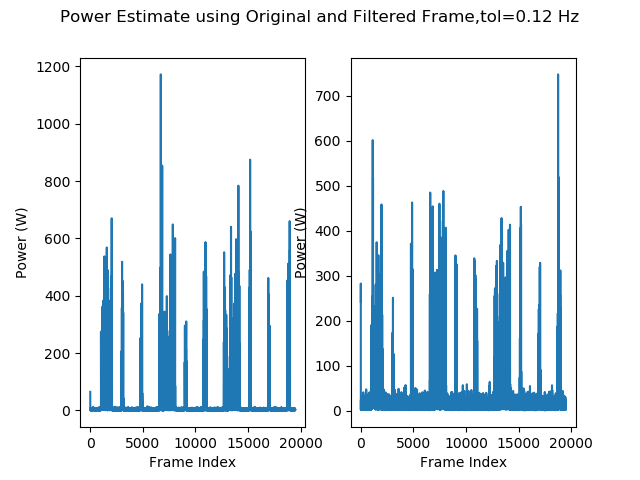 Power Estimate using Original and Filtered Frame,tol=0.12 Hz
1200
1000
800
600
400
200
0
Power (W)
0 5000 10000 15000 20000
Frame Index
700
600
500
400
300
200
100
0
Power (W)
0 5000 10000 15000 20000
Frame Index